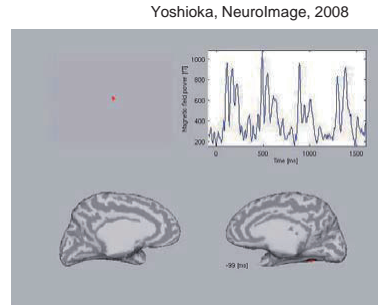 Yoshioka, NeuroImage, 2008
Magnetic field power [fT]
1000
800
600
400
200
0
500
1000
1500
Time [ms]
-99 [ms]